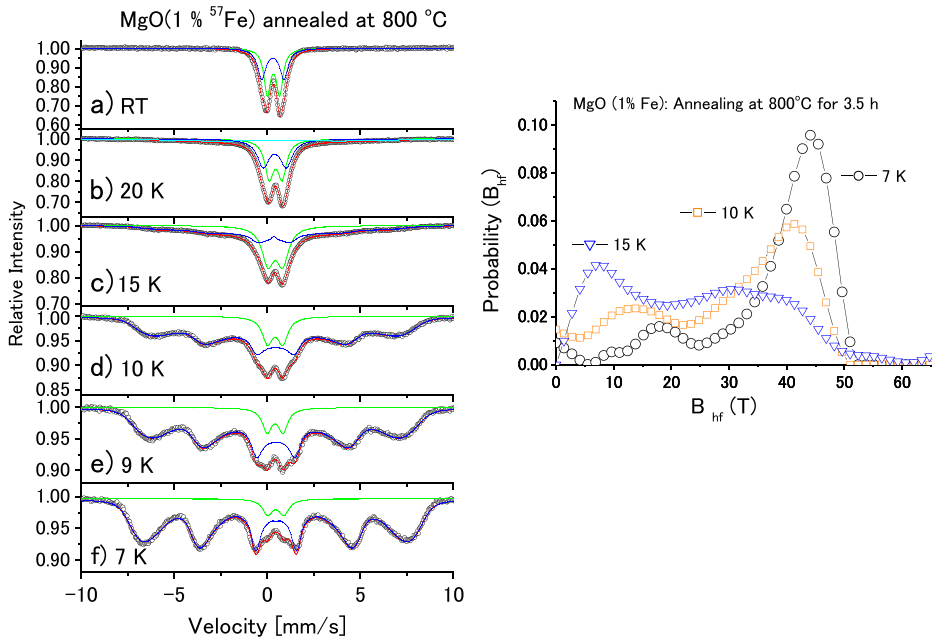 MgO(1 % ⁵⁷Fe) annealed at 800 °C
1.00
0.90
0.80
0.70
0.60
a) RT
1.00
0.90
0.80
0.70
b) 20 K
1.00
0.90
0.80
0.70
c) 15 K
1.00
0.95
0.90
0.85
d) 10 K
1.00
0.95
0.90
e) 9 K
1.00
0.95
0.90
f) 7 K
−10 −5 0 5 10
Velocity [mm/s]
Relative Intensity
MgO (1% Fe): Annealing at 800°C for 3.5 h
0.10
0.08
0.06
0.04
0.02
0.00
7 K
10 K
15 K
0 10 20 30 40 50 60
B hf (T)
Probability (Bhf)